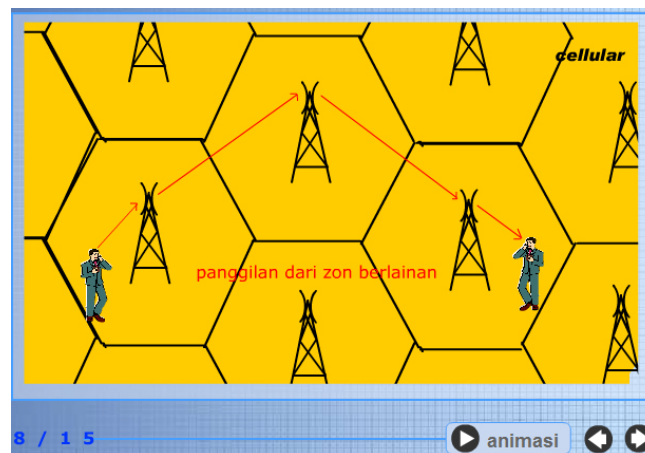 cellular
panggilan dari zon berlainan
8 / 1 5
animasi